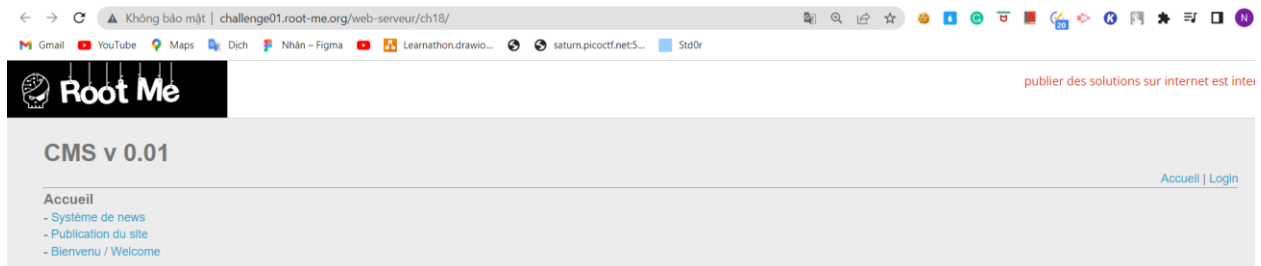 Không bảo mật | challenge01.root-me.org/web-serveur/ch18/
20
N
Gmail YouTube Maps Dịch Nhân – Figma Learnathon.drawio... saturn.picoctf.net:5... Std0r
Root Me
publier des solutions sur internet est inter
CMS v 0.01
Accueil | Login
Accueil
- Système de news
- Publication du site
- Bienvenu / Welcome